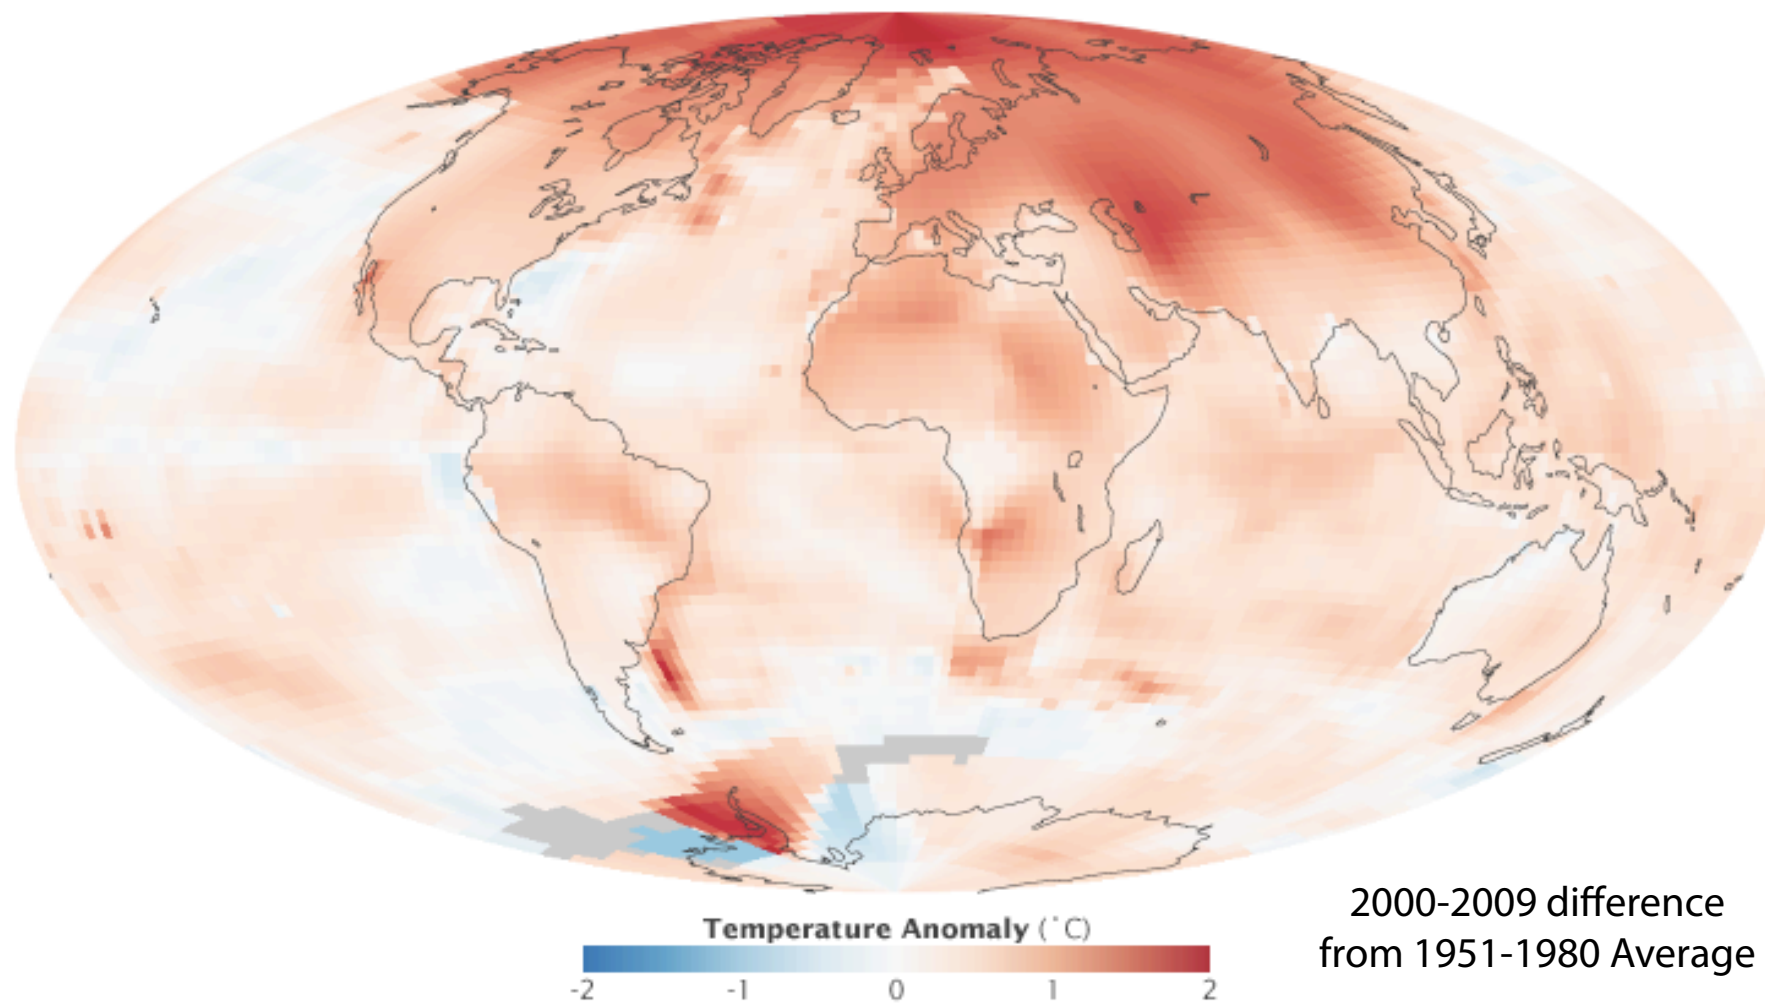 Temperature Anomaly (˚C)
-2 -1 0 1 2
2000-2009 difference
from 1951-1980 Average